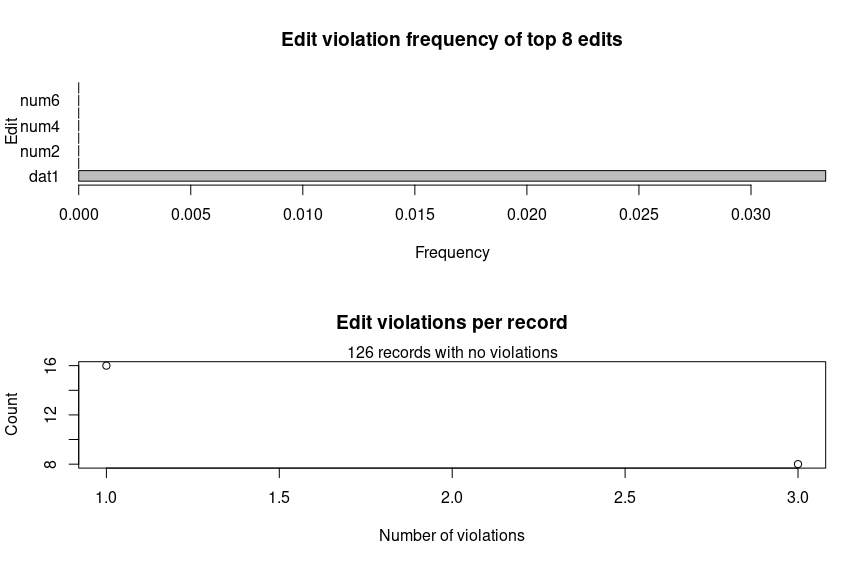 Edit violation frequency of top 8 edits
Edit
num6
num4
num2
dat1
0.000 0.005 0.010 0.015 0.020 0.025 0.030
Frequency
Edit violations per record
126 records with no violations
Count
16
12
8
1.0 1.5 2.0 2.5 3.0
Number of violations